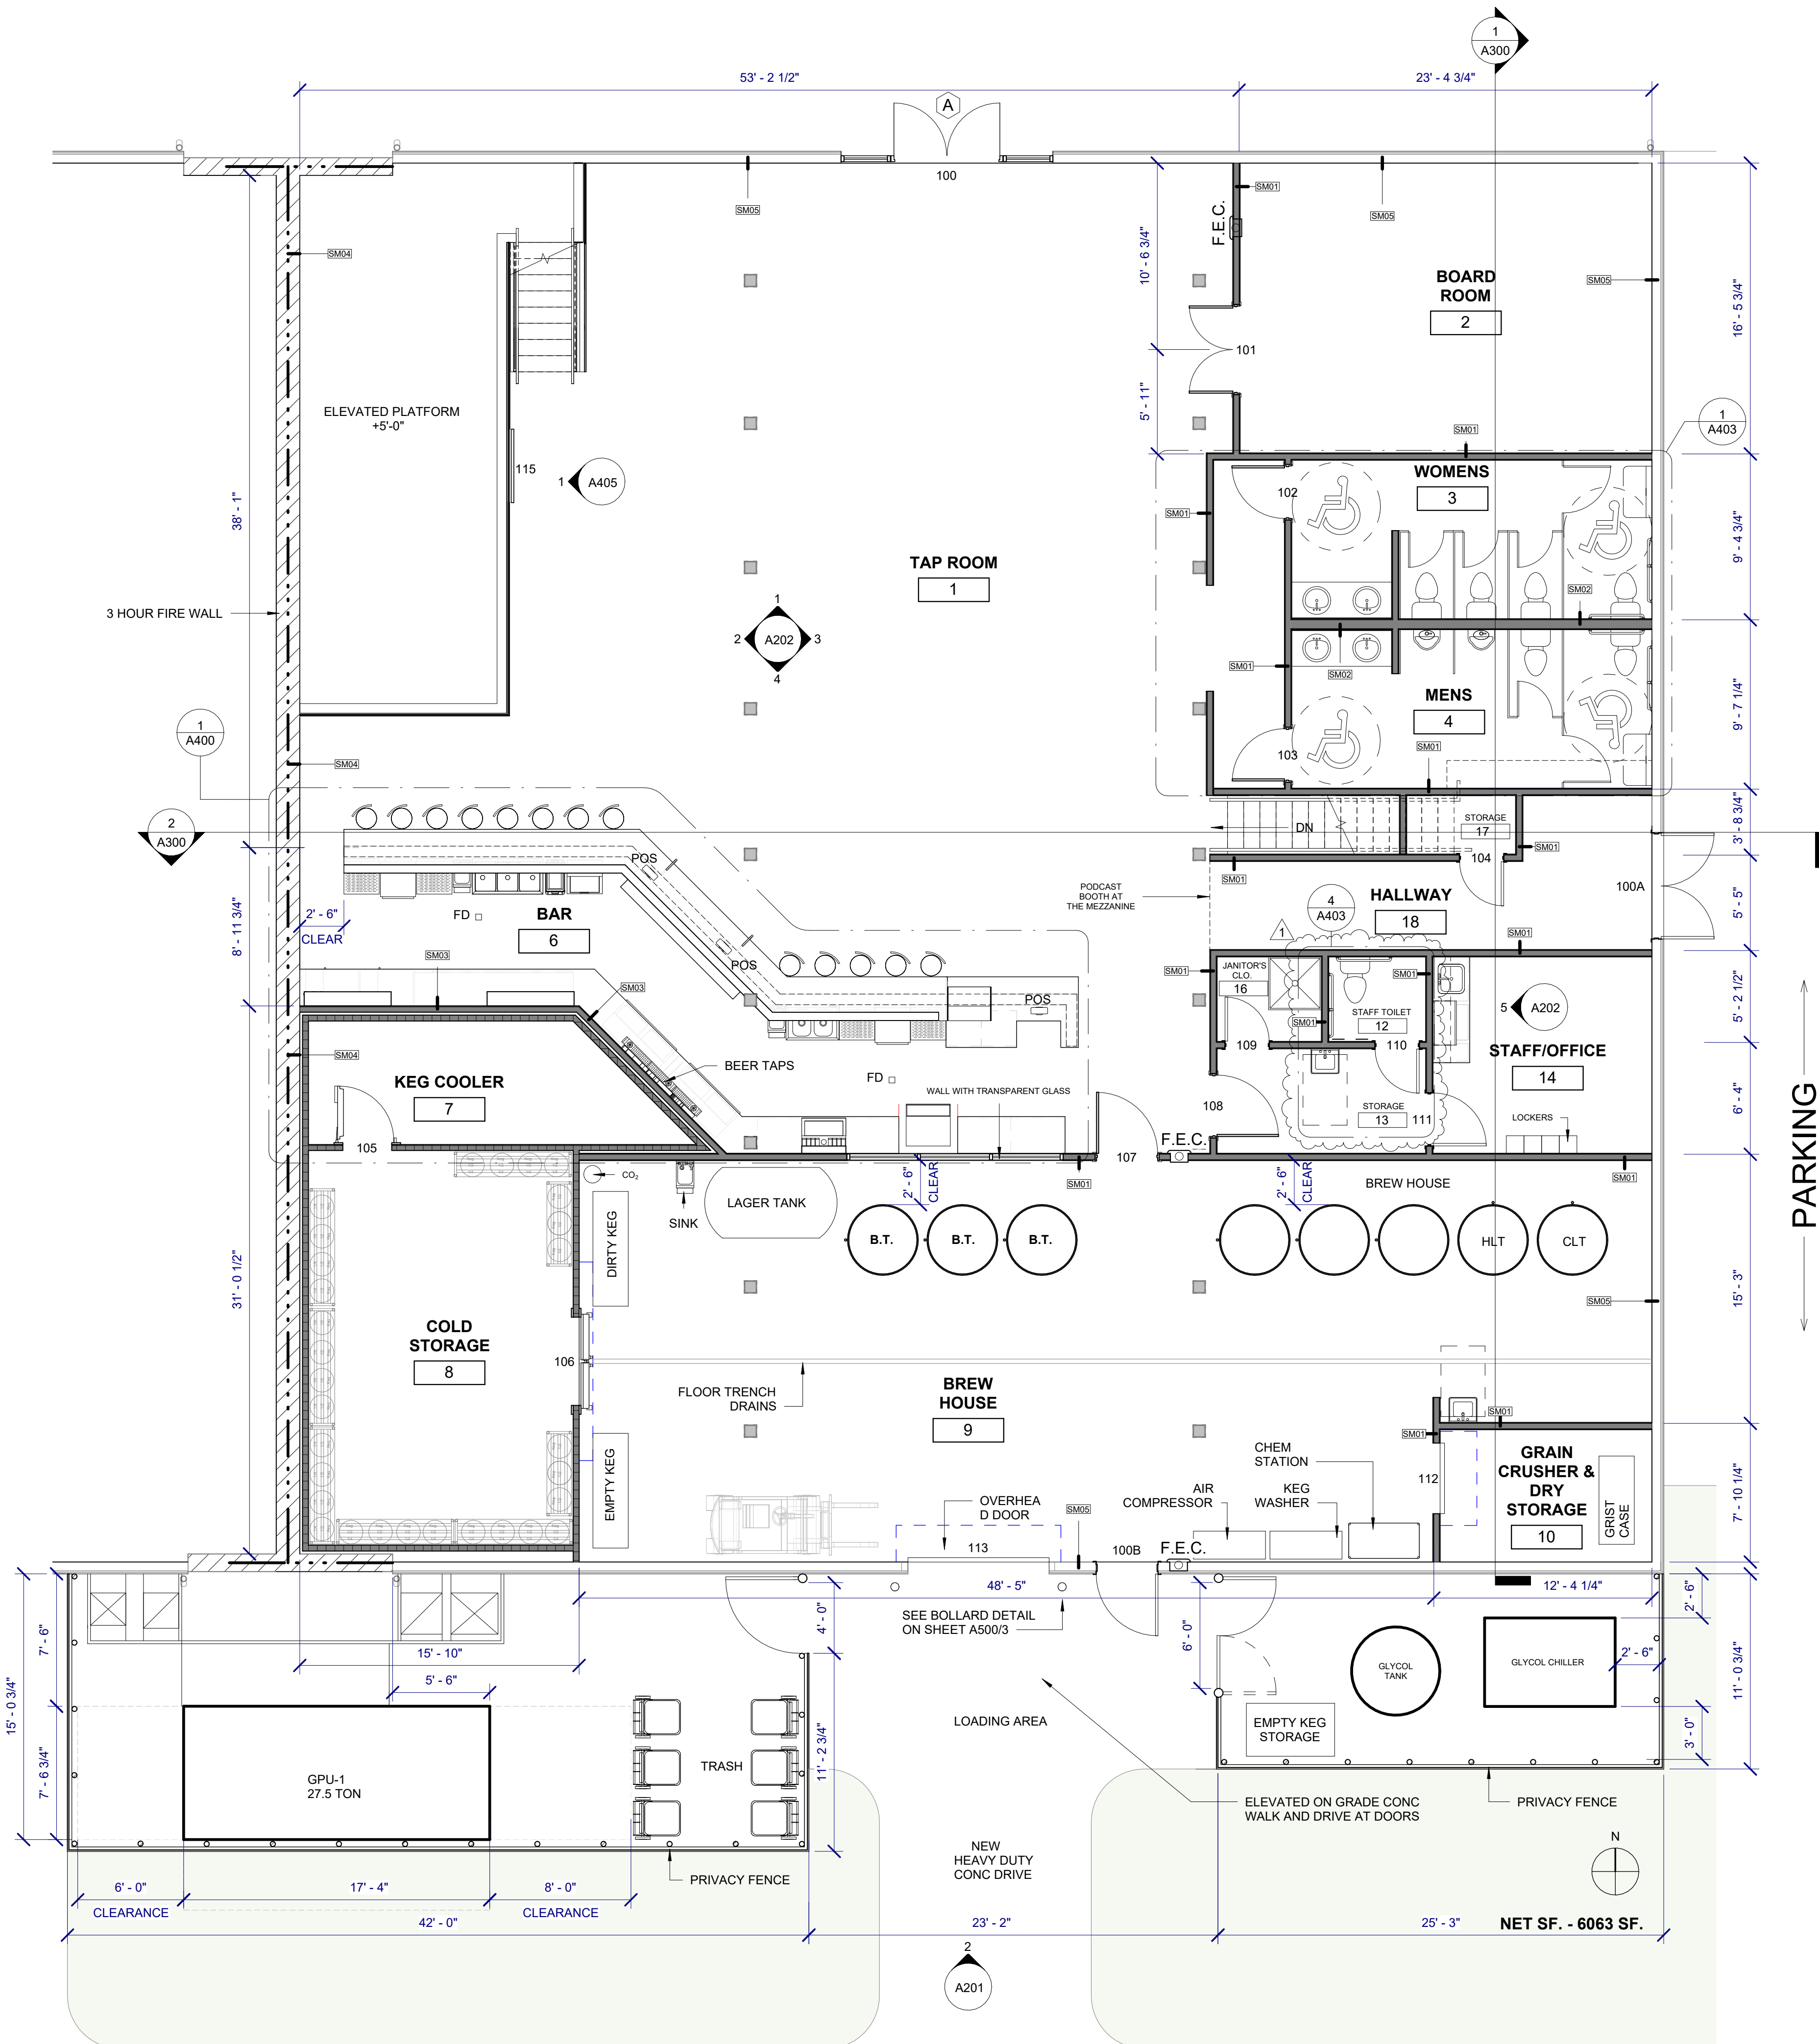 1
A300
53' - 2 1/2"
23' - 4 3/4"
A
100
SM05
SM01
F.E.C.
SM05
SM04
10' - 6 3/4"
BOARD
ROOM
2
SM05
16' - 5 3/4"
101
5' - 11"
ELEVATED PLATFORM
+5'-0"
115
1
A405
SM01
1
A403
WOMENS
3
102
SM01
38' - 1"
9' - 4 3/4"
TAP ROOM
1
SM02
3 HOUR FIRE WALL
1
2
A202
3
4
SM01
SM02
MENS
4
9' - 7 1/4"
1
A400
SM04
103
SM01
2
A300
POS
DN
STORAGE
17
104
SM01
3' - 8 3/4"
SM01
PODCAST
BOOTH AT
THE MEZZANINE
HALLWAY
18
100A
5' - 5"
4
A403
1
SM01
8' - 11 3/4"
2' - 6"
CLEAR
FD
BAR
6
SM03
POS
SM03
POS
SM01
JANITOR'S
CLO.
16
SM01
STAFF TOILET
12
SM01
5
A202
5' - 2 1/2"
109
110
STAFF/OFFICE
14
SM04
BEER TAPS
KEG COOLER
7
FD
WALL WITH TRANSPARENT GLASS
108
STORAGE
13
111
LOCKERS
6' - 4"
PARKING
105
F.E.C.
107
CO2
SINK
LAGER TANK
2' - 6"
CLEAR
SM01
2' - 6"
CLEAR
BREW HOUSE
SM01
DIRTY KEG
B.T.
B.T.
B.T.
HLT
CLT
31' - 0 1/2"
SM05
15' - 3"
COLD
STORAGE
8
106
FLOOR TRENCH
DRAINS
BREW
HOUSE
9
SM01
SM01
EMPTY KEG
CHEM
STATION
AIR
COMPRESSOR
KEG
WASHER
112
GRAIN
CRUSHER &
DRY
STORAGE
10
GRIST
CASE
7' - 10 1/4"
OVERHEA
D DOOR
SM05
113
100B
F.E.C.
48' - 5"
12' - 4 1/4"
2' - 6"
SEE BOLLARD DETAIL
ON SHEET A500/3
4' - 0"
6' - 0"
7' - 6"
15' - 10"
5' - 6"
GLYCOL
TANK
GLYCOL CHILLER
2' - 6"
11' - 0 3/4"
15' - 0 3/4"
LOADING AREA
EMPTY KEG
STORAGE
3' - 0"
7' - 6 3/4"
GPU-1
27.5 TON
TRASH
11' - 2 3/4"
ELEVATED ON GRADE CONC
WALK AND DRIVE AT DOORS
PRIVACY FENCE
NEW
HEAVY DUTY
CONC DRIVE
N
PRIVACY FENCE
6' - 0"
CLEARANCE
17' - 4"
8' - 0"
CLEARANCE
42' - 0"
23' - 2"
25' - 3"
NET SF. - 6063 SF.
2
A201